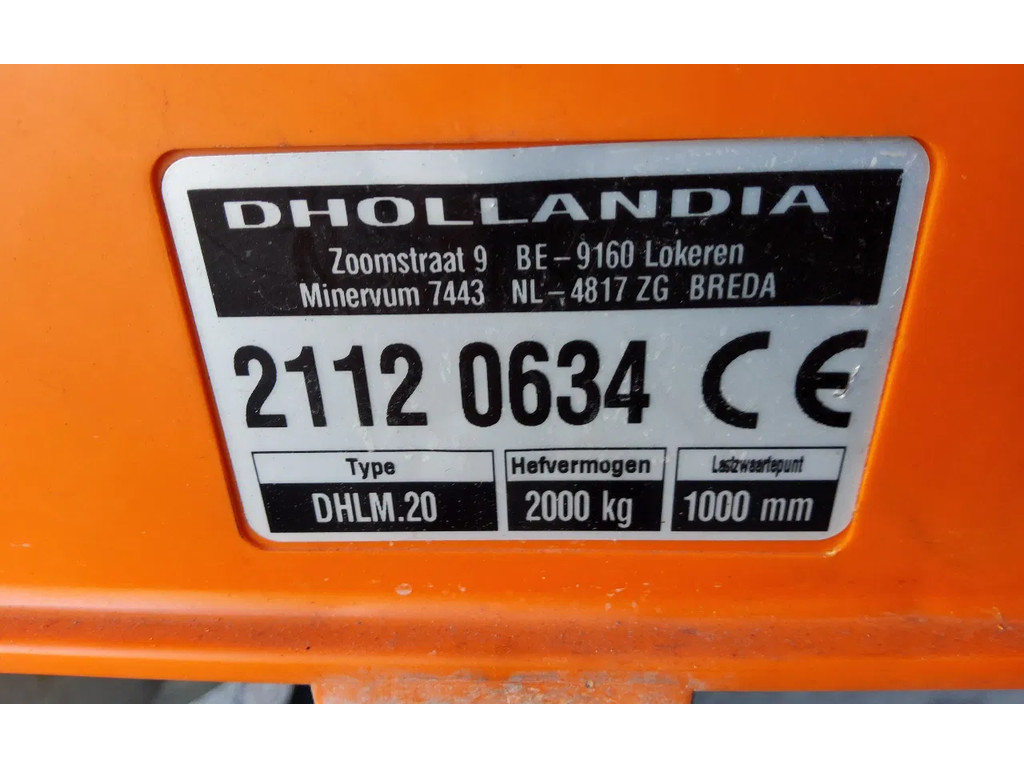 DHOLLANDIA
Zoomstraat 9 BE - 9160 Lokeren
Minervum 7443 NL - 4817 ZG BREDA
2112 0634 CE
Type Hefvermogen Lastzwaartepunt
DHLM.20 2000 kg 1000 mm